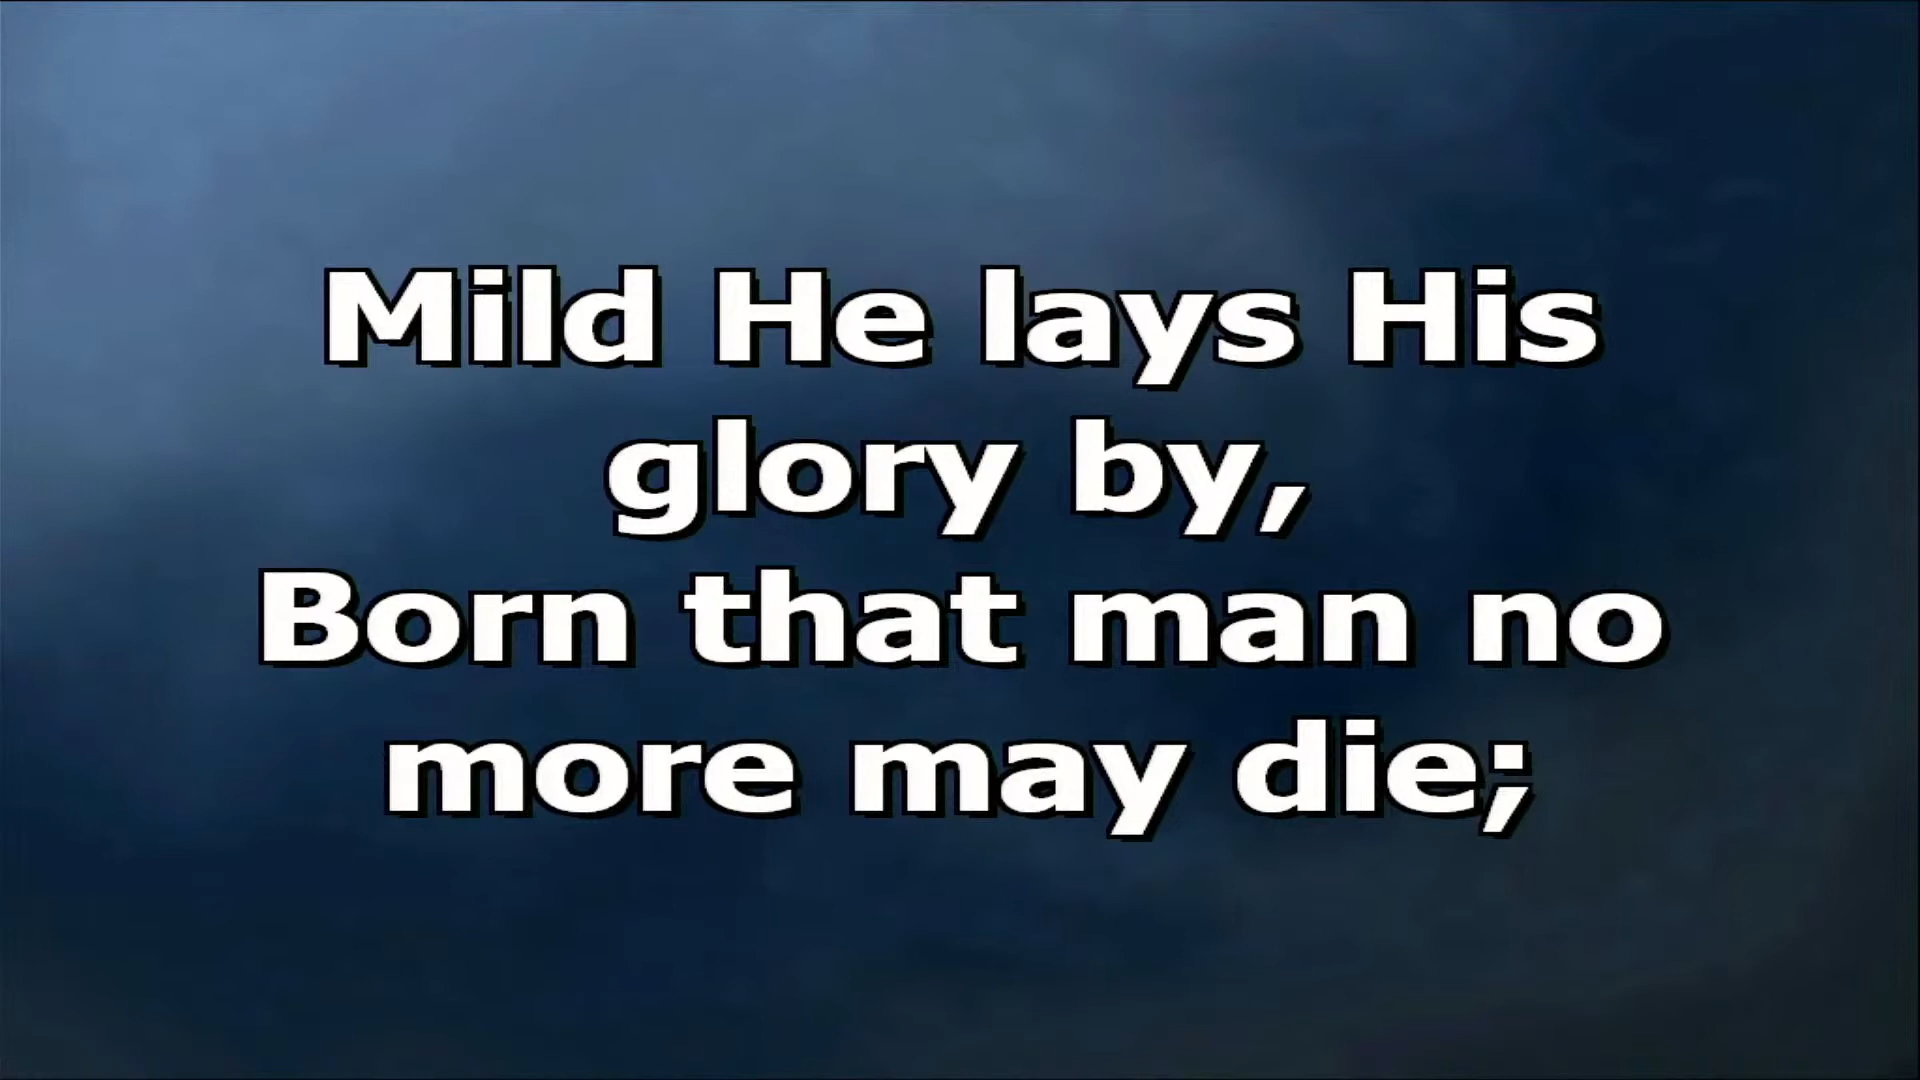 Mild He lays His
glory by,
Born that man no
more may die;